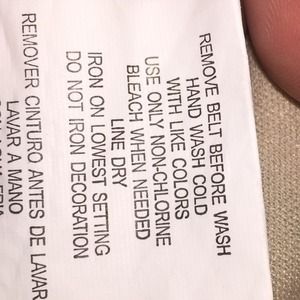 REMOVE BELT BEFORE WASH
HAND WASH COLD
WITH LIKE COLORS
USE ONLY NON-CHLORINE
BLEACH WHEN NEEDED
LINE DRY
IRON ON LOWEST SETTING
DO NOT IRON DECORATION
REMOVER CINTURO ANTES DE LAVAR
LAVAR A MANO